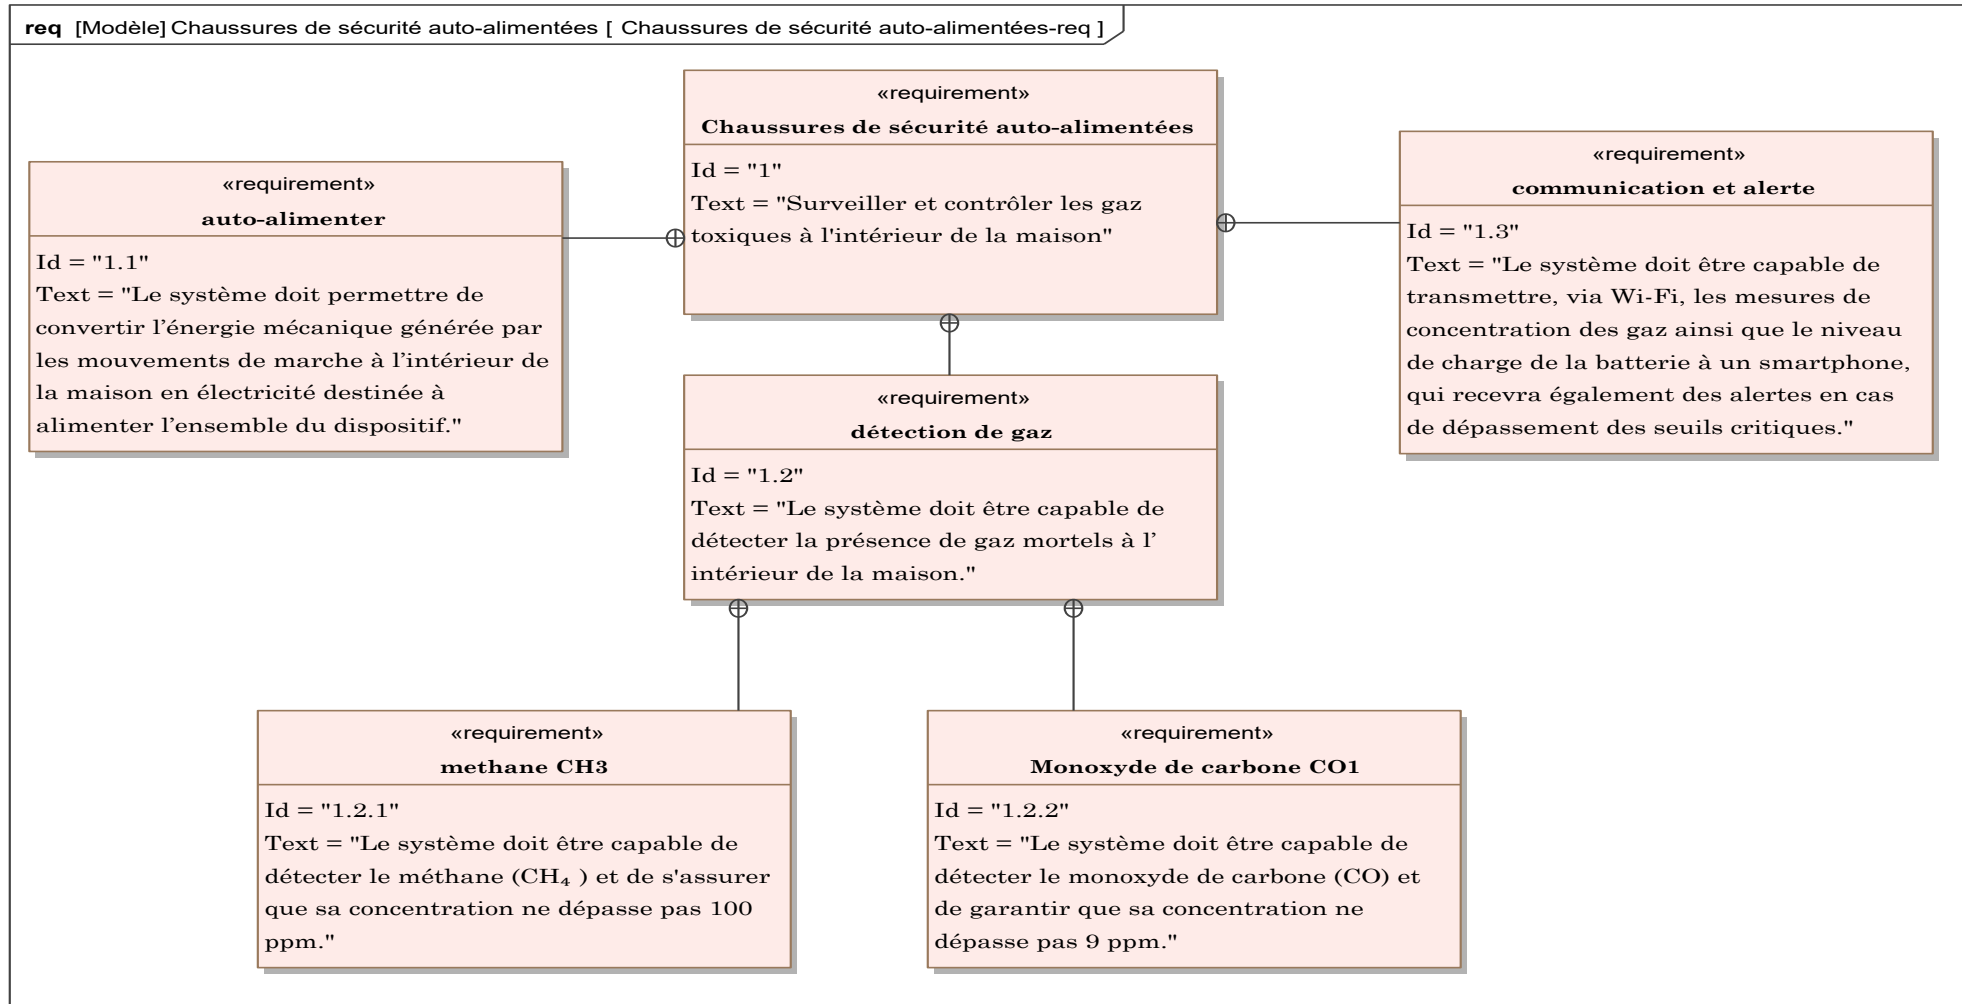 req [Modèle] Chaussures de sécurité auto-alimentées [ Chaussures de sécurité auto-alimentées-req ]
«requirement»
Chaussures de sécurité auto-alimentées
Id = "1"
Text = "Surveiller et contrôler les gaz
toxiques à l'intérieur de la maison"
«requirement»
auto-alimenter
Id = "1.1"
Text = "Le système doit permettre de
convertir l’énergie mécanique générée par
les mouvements de marche à l’intérieur de
la maison en électricité destinée à
alimenter l’ensemble du dispositif."
«requirement»
communication et alerte
Id = "1.3"
Text = "Le système doit être capable de
transmettre, via Wi-Fi, les mesures de
concentration des gaz ainsi que le niveau
de charge de la batterie à un smartphone,
qui recevra également des alertes en cas
de dépassement des seuils critiques."
«requirement»
détection de gaz
Id = "1.2"
Text = "Le système doit être capable de
détecter la présence de gaz mortels à l’
intérieur de la maison."
«requirement»
methane CH3
Id = "1.2.1"
Text = "Le système doit être capable de
détecter le méthane (CH₄ ) et de s'assurer
que sa concentration ne dépasse pas 100
ppm."
«requirement»
Monoxyde de carbone CO1
Id = "1.2.2"
Text = "Le système doit être capable de
détecter le monoxyde de carbone (CO) et
de garantir que sa concentration ne
dépasse pas 9 ppm."